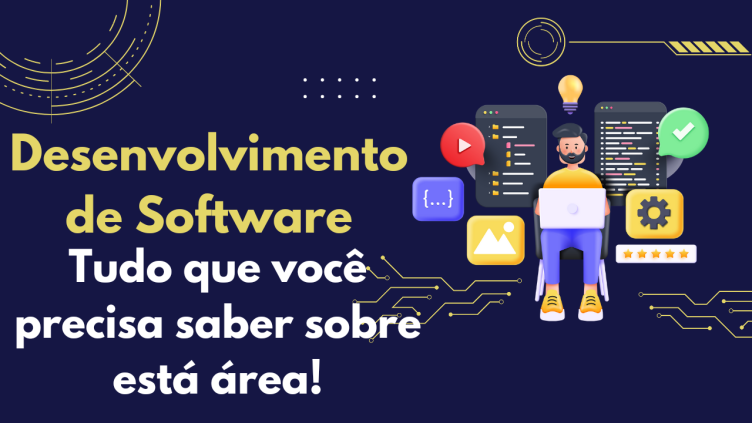 Desenvolvimento
de Software
Tudo que você
precisa saber sobre
está área!
{...}